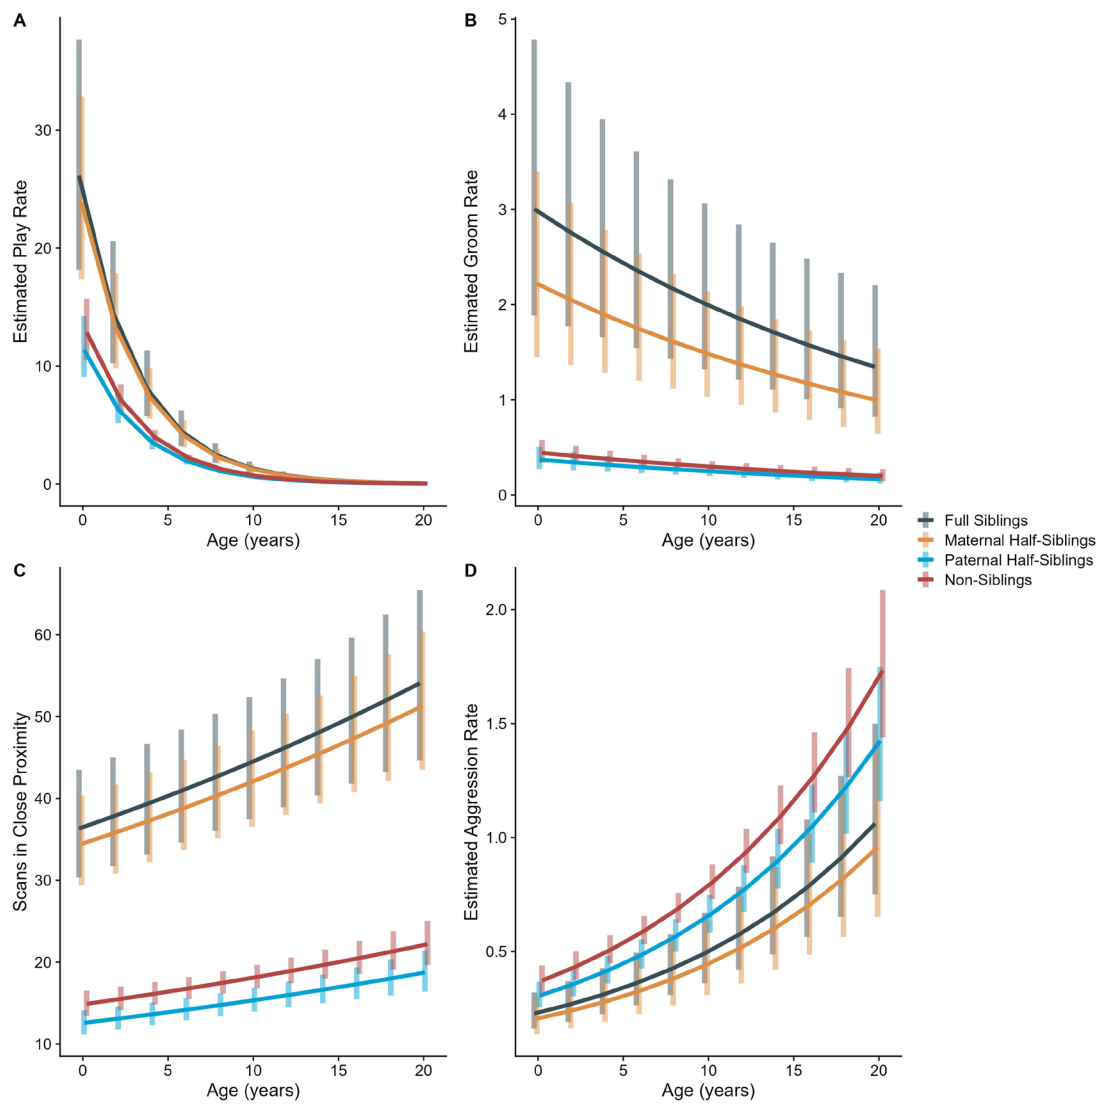 A
Estimated Play Rate
30
20
10
0
0 5 10 15 20
Age (years)
B
Estimated Groom Rate
5
4
3
2
1
0
0 5 10 15 20
Age (years)
Full Siblings
Maternal Half-Siblings
Paternal Half-Siblings
Non-Siblings
C
Scans in Close Proximity
60
50
40
30
20
10
0 5 10 15 20
Age (years)
D
Estimated Aggression Rate
2.0
1.5
1.0
0.5
0 5 10 15 20
Age (years)